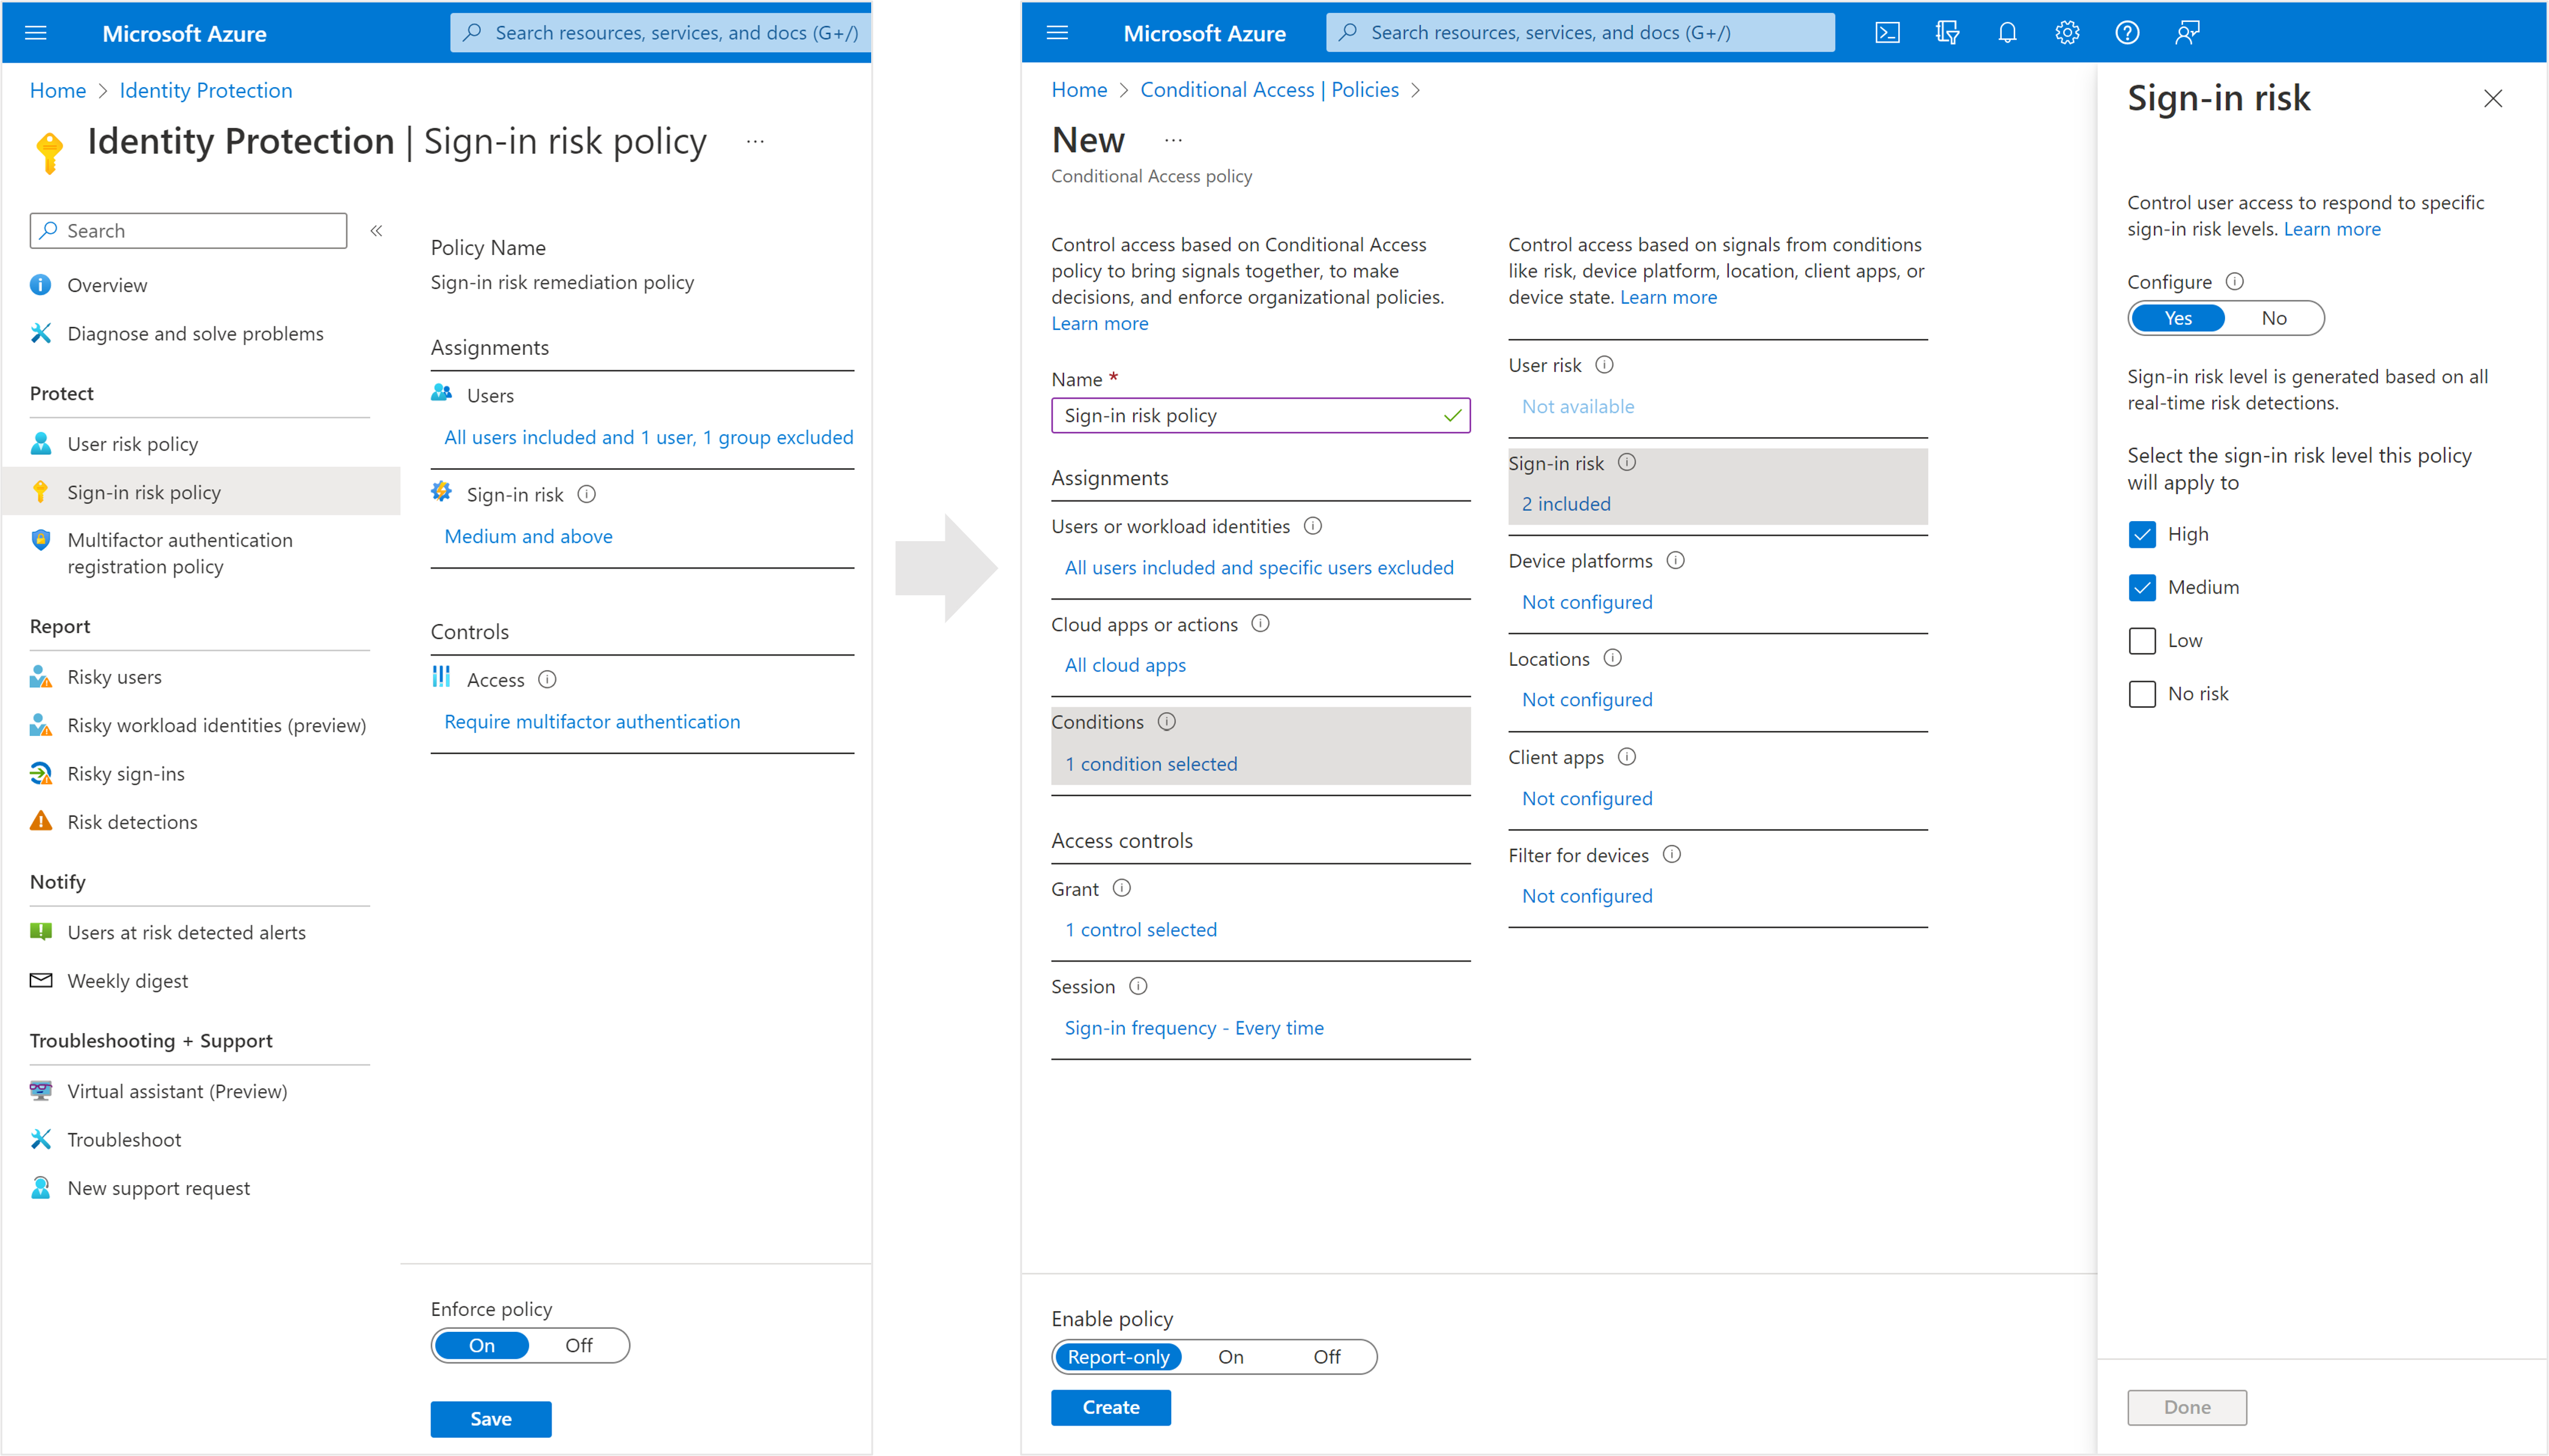 Microsoft Azure
Search resources, services, and docs (G+/)
Home > Identity Protection
Identity Protection | Sign-in risk policy ...
Search
«
Overview
Diagnose and solve problems
Protect
User risk policy
Sign-in risk policy
Multifactor authentication
registration policy
Report
Risky users
Risky workload identities (preview)
Risky sign-ins
Risk detections
Notify
Users at risk detected alerts
Weekly digest
Troubleshooting + Support
Virtual assistant (Preview)
Troubleshoot
New support request
Policy Name
Sign-in risk remediation policy
Assignments
Users
All users included and 1 user, 1 group excluded
Sign-in risk
Medium and above
Controls
Access
Require multifactor authentication
Enforce policy
On Off
Save
Microsoft Azure
Search resources, services, and docs (G+/)
Home > Conditional Access | Policies >
New ...
Conditional Access policy
Control access based on Conditional Access
policy to bring signals together, to make
decisions, and enforce organizational policies.
Learn more
Name *
Sign-in risk policy
Assignments
Users or workload identities
All users included and specific users excluded
Cloud apps or actions
All cloud apps
Conditions
1 condition selected
Access controls
Grant
1 control selected
Session
Sign-in frequency - Every time
Enable policy
Report-only On Off
Create
Control access based on signals from conditions
like risk, device platform, location, client apps, or
device state. Learn more
User risk
Not available
Sign-in risk
2 included
Device platforms
Not configured
Locations
Not configured
Client apps
Not configured
Filter for devices
Not configured
Sign-in risk
Control user access to respond to specific
sign-in risk levels. Learn more
Configure
Yes No
Sign-in risk level is generated based on all
real-time risk detections.
Select the sign-in risk level this policy
will apply to
High
Medium
Low
No risk
Done